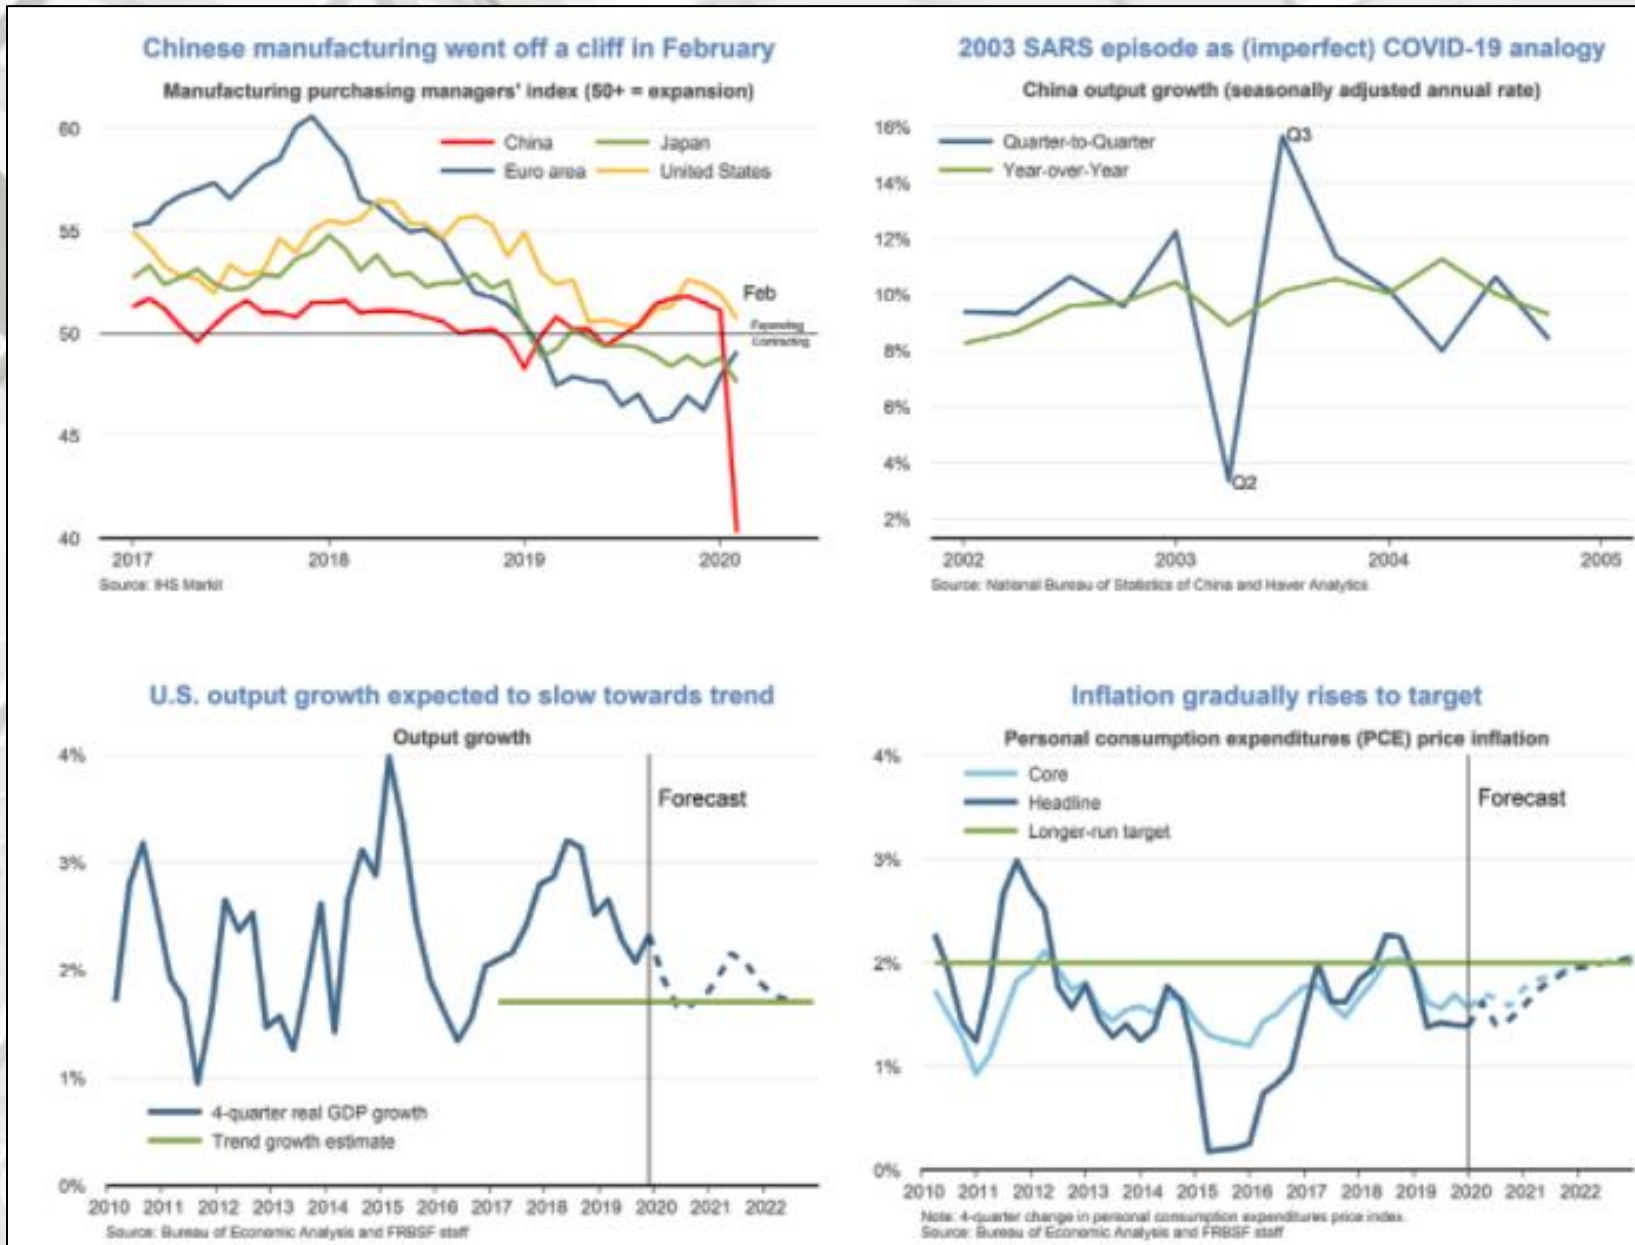 Chinese manufacturing went off a cliff in February
Manufacturing purchasing managers' index (50+ = expansion)
60
55
50
45
40
China
Japan
Euro area
United States
Feb
Expanding
Contracting
2017 2018 2019 2020
Source: IHS Markit
2003 SARS episode as (imperfect) COVID-19 analogy
China output growth (seasonally adjusted annual rate)
16%
14%
12%
10%
8%
6%
4%
2%
Quarter-to-Quarter
Year-over-Year
Q3
Q2
2002 2003 2004 2005
Source: National Bureau of Statistics of China and Haver Analytics
U.S. output growth expected to slow towards trend
Output growth
4%
3%
2%
1%
0%
Forecast
4-quarter real GDP growth
Trend growth estimate
2010 2011 2012 2013 2014 2015 2016 2017 2018 2019 2020 2021 2022
Source: Bureau of Economic Analysis and FRBSF staff
Inflation gradually rises to target
Personal consumption expenditures (PCE) price inflation
4%
3%
2%
1%
0%
Core
Headline
Longer-run target
Forecast
2010 2011 2012 2013 2014 2015 2016 2017 2018 2019 2020 2021 2022
Note: 4-quarter change in personal consumption expenditures price index.
Source: Bureau of Economic Analysis and FRBSF staff